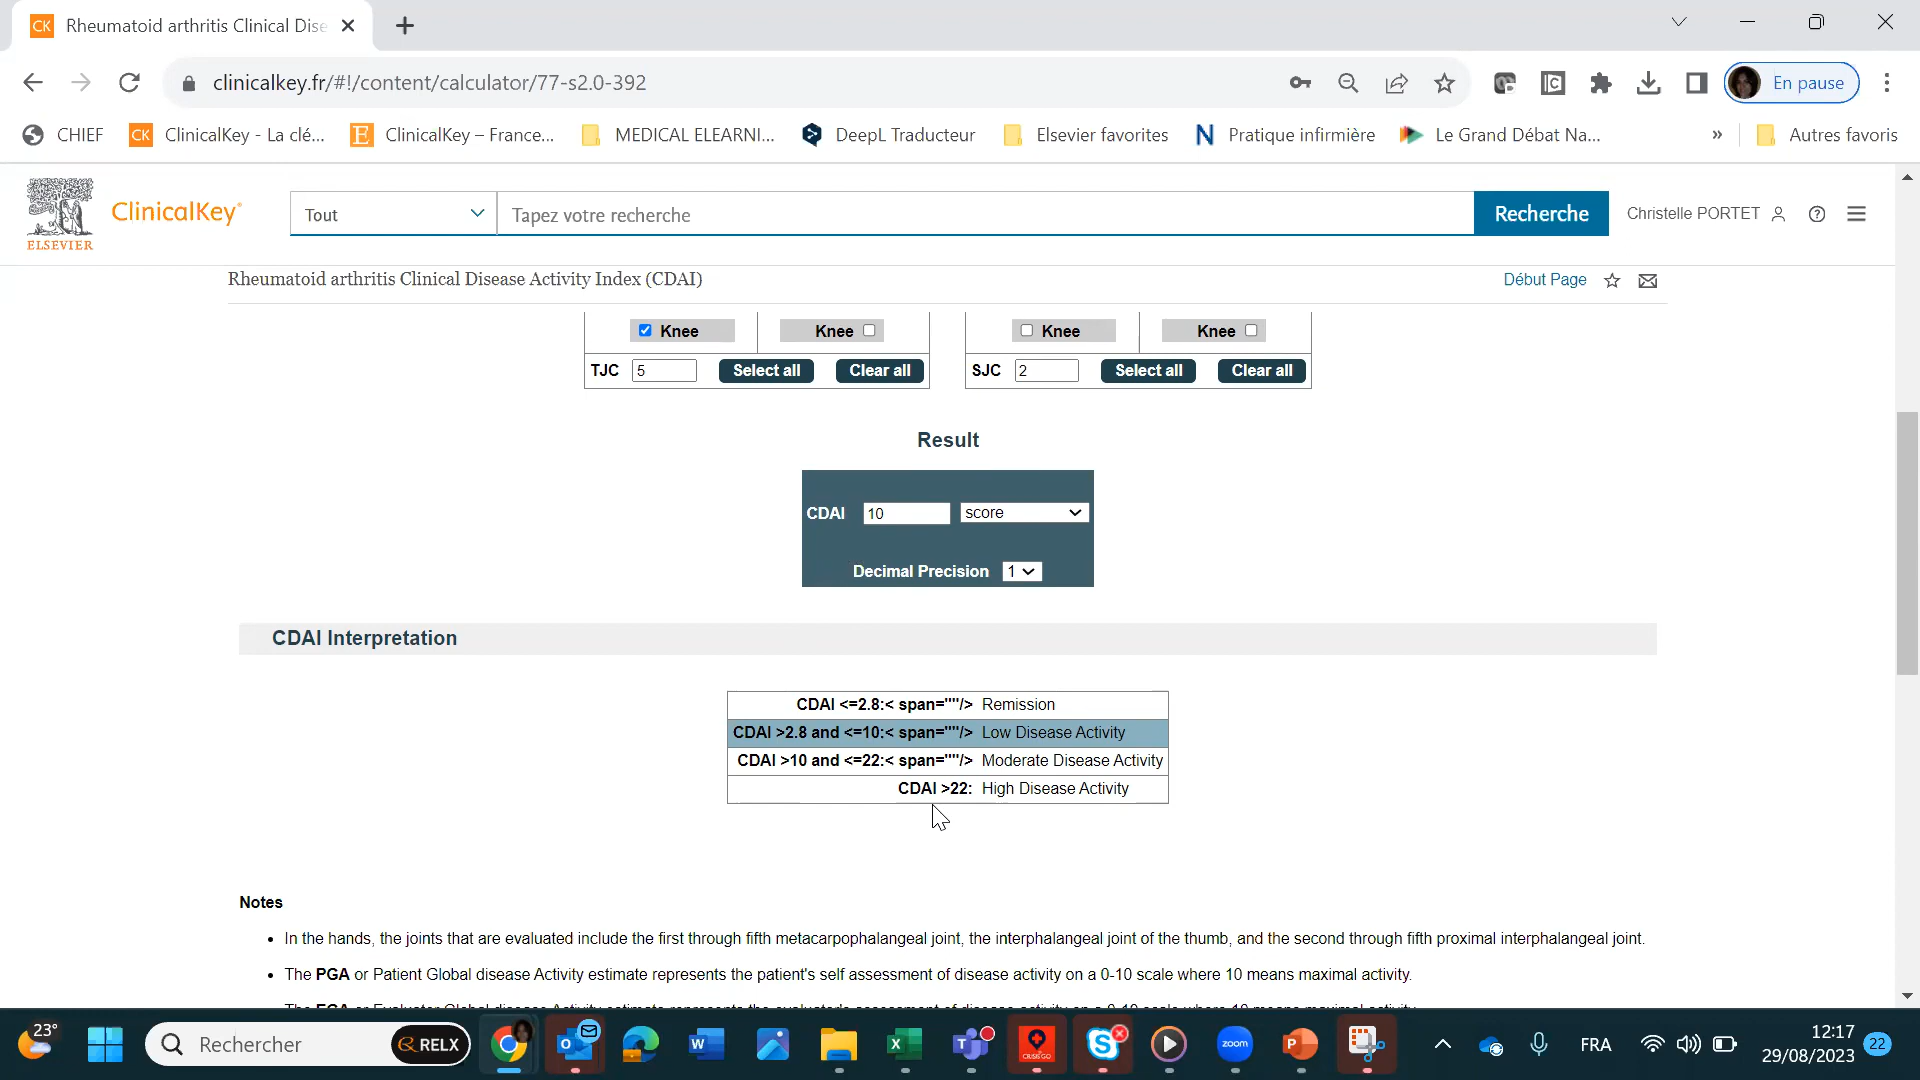 CK Rheumatoid arthritis Clinical Dise
clinicalkey.fr/#!/content/calculator/77-s2.0-392
En pause
CHIEF
CK ClinicalKey - La clé...
E ClinicalKey – France...
MEDICAL ELEARNI...
DeepL Traducteur
Elsevier favorites
N Pratique infirmière
Le Grand Débat Na...
»
Autres favoris
ELSEVIER
ClinicalKey®
Tout
Tapez votre recherche
Recherche
Christelle PORTET
Rheumatoid arthritis Clinical Disease Activity Index (CDAI)
Début Page
Knee Knee Knee Knee
TJC 5 Select all Clear all SJC 2 Select all Clear all
Result
CDAI 10 score
Decimal Precision 1
CDAI Interpretation
CDAI <=2.8:< span=""/> Remission
CDAI >2.8 and <=10:< span=""/> Low Disease Activity
CDAI >10 and <=22:< span=""/> Moderate Disease Activity
CDAI >22: High Disease Activity
Notes
• In the hands, the joints that are evaluated include the first through fifth metacarpophalangeal joint, the interphalangeal joint of the thumb, and the second through fifth proximal interphalangeal joint.
• The PGA or Patient Global disease Activity estimate represents the patient's self assessment of disease activity on a 0-10 scale where 10 means maximal activity.
23°
Rechercher
RELX
zoom
FRA
12:17
29/08/2023
22